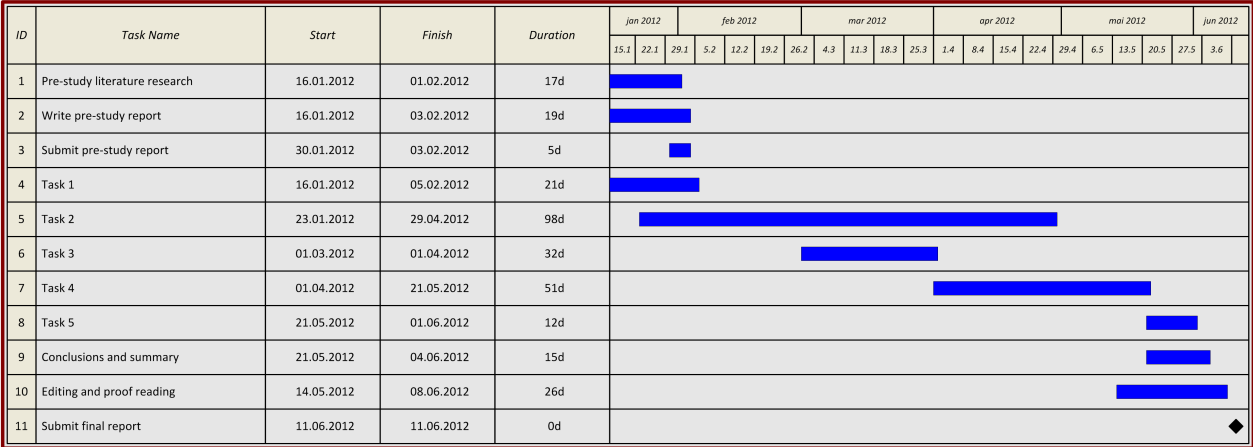 ID Task Name Start Finish Duration jan 2012 feb 2012 mar 2012 apr 2012 mai 2012 jun 2012
15.1 22.1 29.1 5.2 12.2 19.2 26.2 4.3 11.3 18.3 25.3 1.4 8.4 15.4 22.4 29.4 6.5 13.5 20.5 27.5 3.6
1 Pre-study literature research 16.01.2012 01.02.2012 17d
2 Write pre-study report 16.01.2012 03.02.2012 19d
3 Submit pre-study report 30.01.2012 03.02.2012 5d
4 Task 1 16.01.2012 05.02.2012 21d
5 Task 2 23.01.2012 29.04.2012 98d
6 Task 3 01.03.2012 01.04.2012 32d
7 Task 4 01.04.2012 21.05.2012 51d
8 Task 5 21.05.2012 01.06.2012 12d
9 Conclusions and summary 21.05.2012 04.06.2012 15d
10 Editing and proof reading 14.05.2012 08.06.2012 26d
11 Submit final report 11.06.2012 11.06.2012 0d